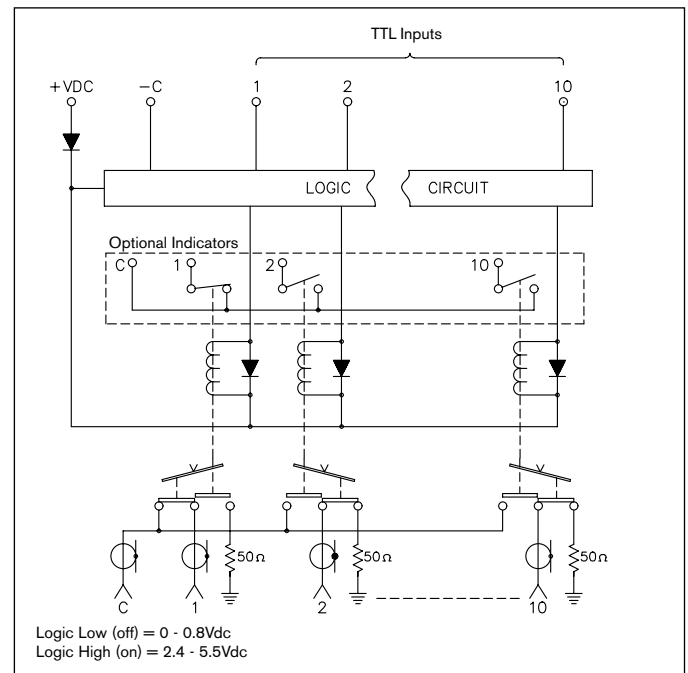 TTL Inputs
+VDC
−C
1
2
10
LOGIC
CIRCUIT
Optional Indicators
C
1
2
10
50Ω
50Ω
50Ω
C
1
2
10
Logic Low (off) = 0 - 0.8Vdc
Logic High (on) = 2.4 - 5.5Vdc